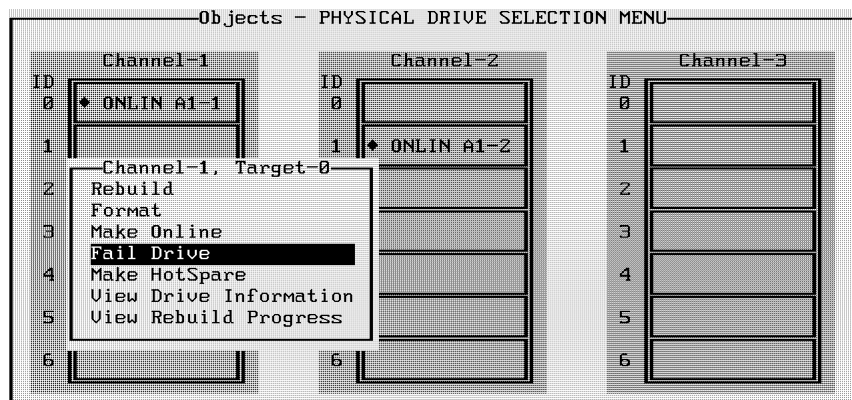 Objects – PHYSICAL DRIVE SELECTION MENU
Channel-1 Channel-2 Channel-3
ID ID ID
0 ONLIN A1-1 0 0
1 1 ONLIN A1-2 1
Channel-1, Target-0
2 Rebuild 2
Format
3 Make Online 3
Fail Drive
4 Make HotSpare 4
View Drive Information
5 View Rebuild Progress 5
6 6 6